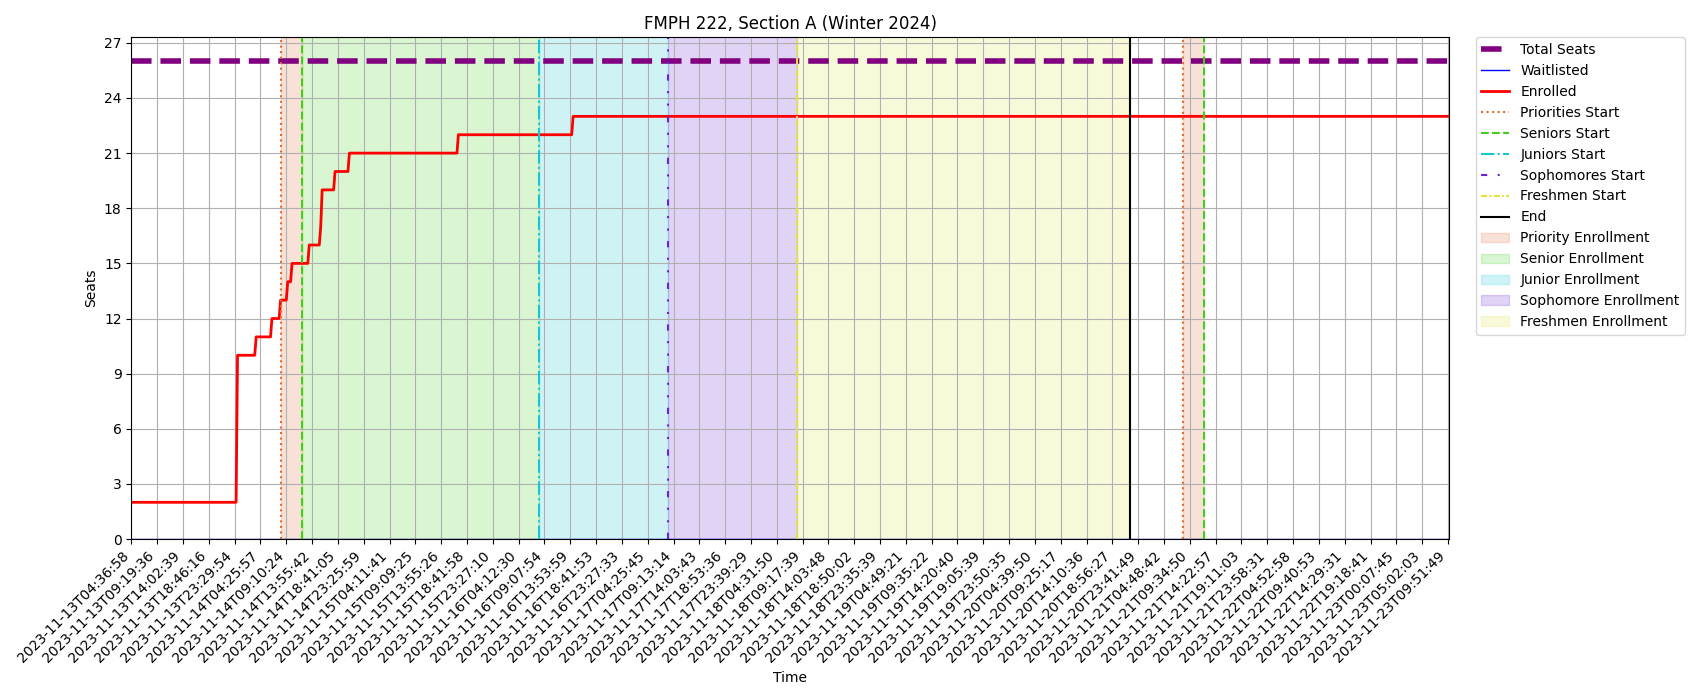 FMPH 222, Section A (Winter 2024)
27
24
21
18
15
12
9
6
3
0
Seats
2023-11-13T04:36:58
2023-11-13T09:19:36
2023-11-13T14:02:39
2023-11-13T18:46:16
2023-11-13T23:29:54
2023-11-14T04:25:57
2023-11-14T09:10:24
2023-11-14T13:55:42
2023-11-14T18:41:05
2023-11-14T23:25:59
2023-11-15T04:11:41
2023-11-15T09:09:25
2023-11-15T13:55:26
2023-11-15T18:41:58
2023-11-15T23:27:10
2023-11-16T04:12:30
2023-11-16T09:07:54
2023-11-16T13:53:59
2023-11-16T18:41:53
2023-11-16T23:27:33
2023-11-17T04:25:45
2023-11-17T09:13:14
2023-11-17T14:03:43
2023-11-17T18:53:36
2023-11-17T23:39:29
2023-11-18T04:31:50
2023-11-18T09:17:39
2023-11-18T14:03:48
2023-11-18T18:50:02
2023-11-18T23:35:39
2023-11-19T04:49:21
2023-11-19T09:35:22
2023-11-19T14:20:40
2023-11-19T19:05:39
2023-11-19T23:50:35
2023-11-20T04:39:50
2023-11-20T09:25:17
2023-11-20T14:10:36
2023-11-20T18:56:27
2023-11-20T23:41:49
2023-11-21T04:48:42
2023-11-21T09:34:50
2023-11-21T14:22:57
2023-11-21T19:11:03
2023-11-21T23:58:31
2023-11-22T04:52:58
2023-11-22T09:40:53
2023-11-22T14:29:31
2023-11-22T19:18:41
2023-11-23T00:07:45
2023-11-23T05:02:03
2023-11-23T09:51:49
Time
Total Seats
Waitlisted
Enrolled
Priorities Start
Seniors Start
Juniors Start
Sophomores Start
Freshmen Start
End
Priority Enrollment
Senior Enrollment
Junior Enrollment
Sophomore Enrollment
Freshmen Enrollment